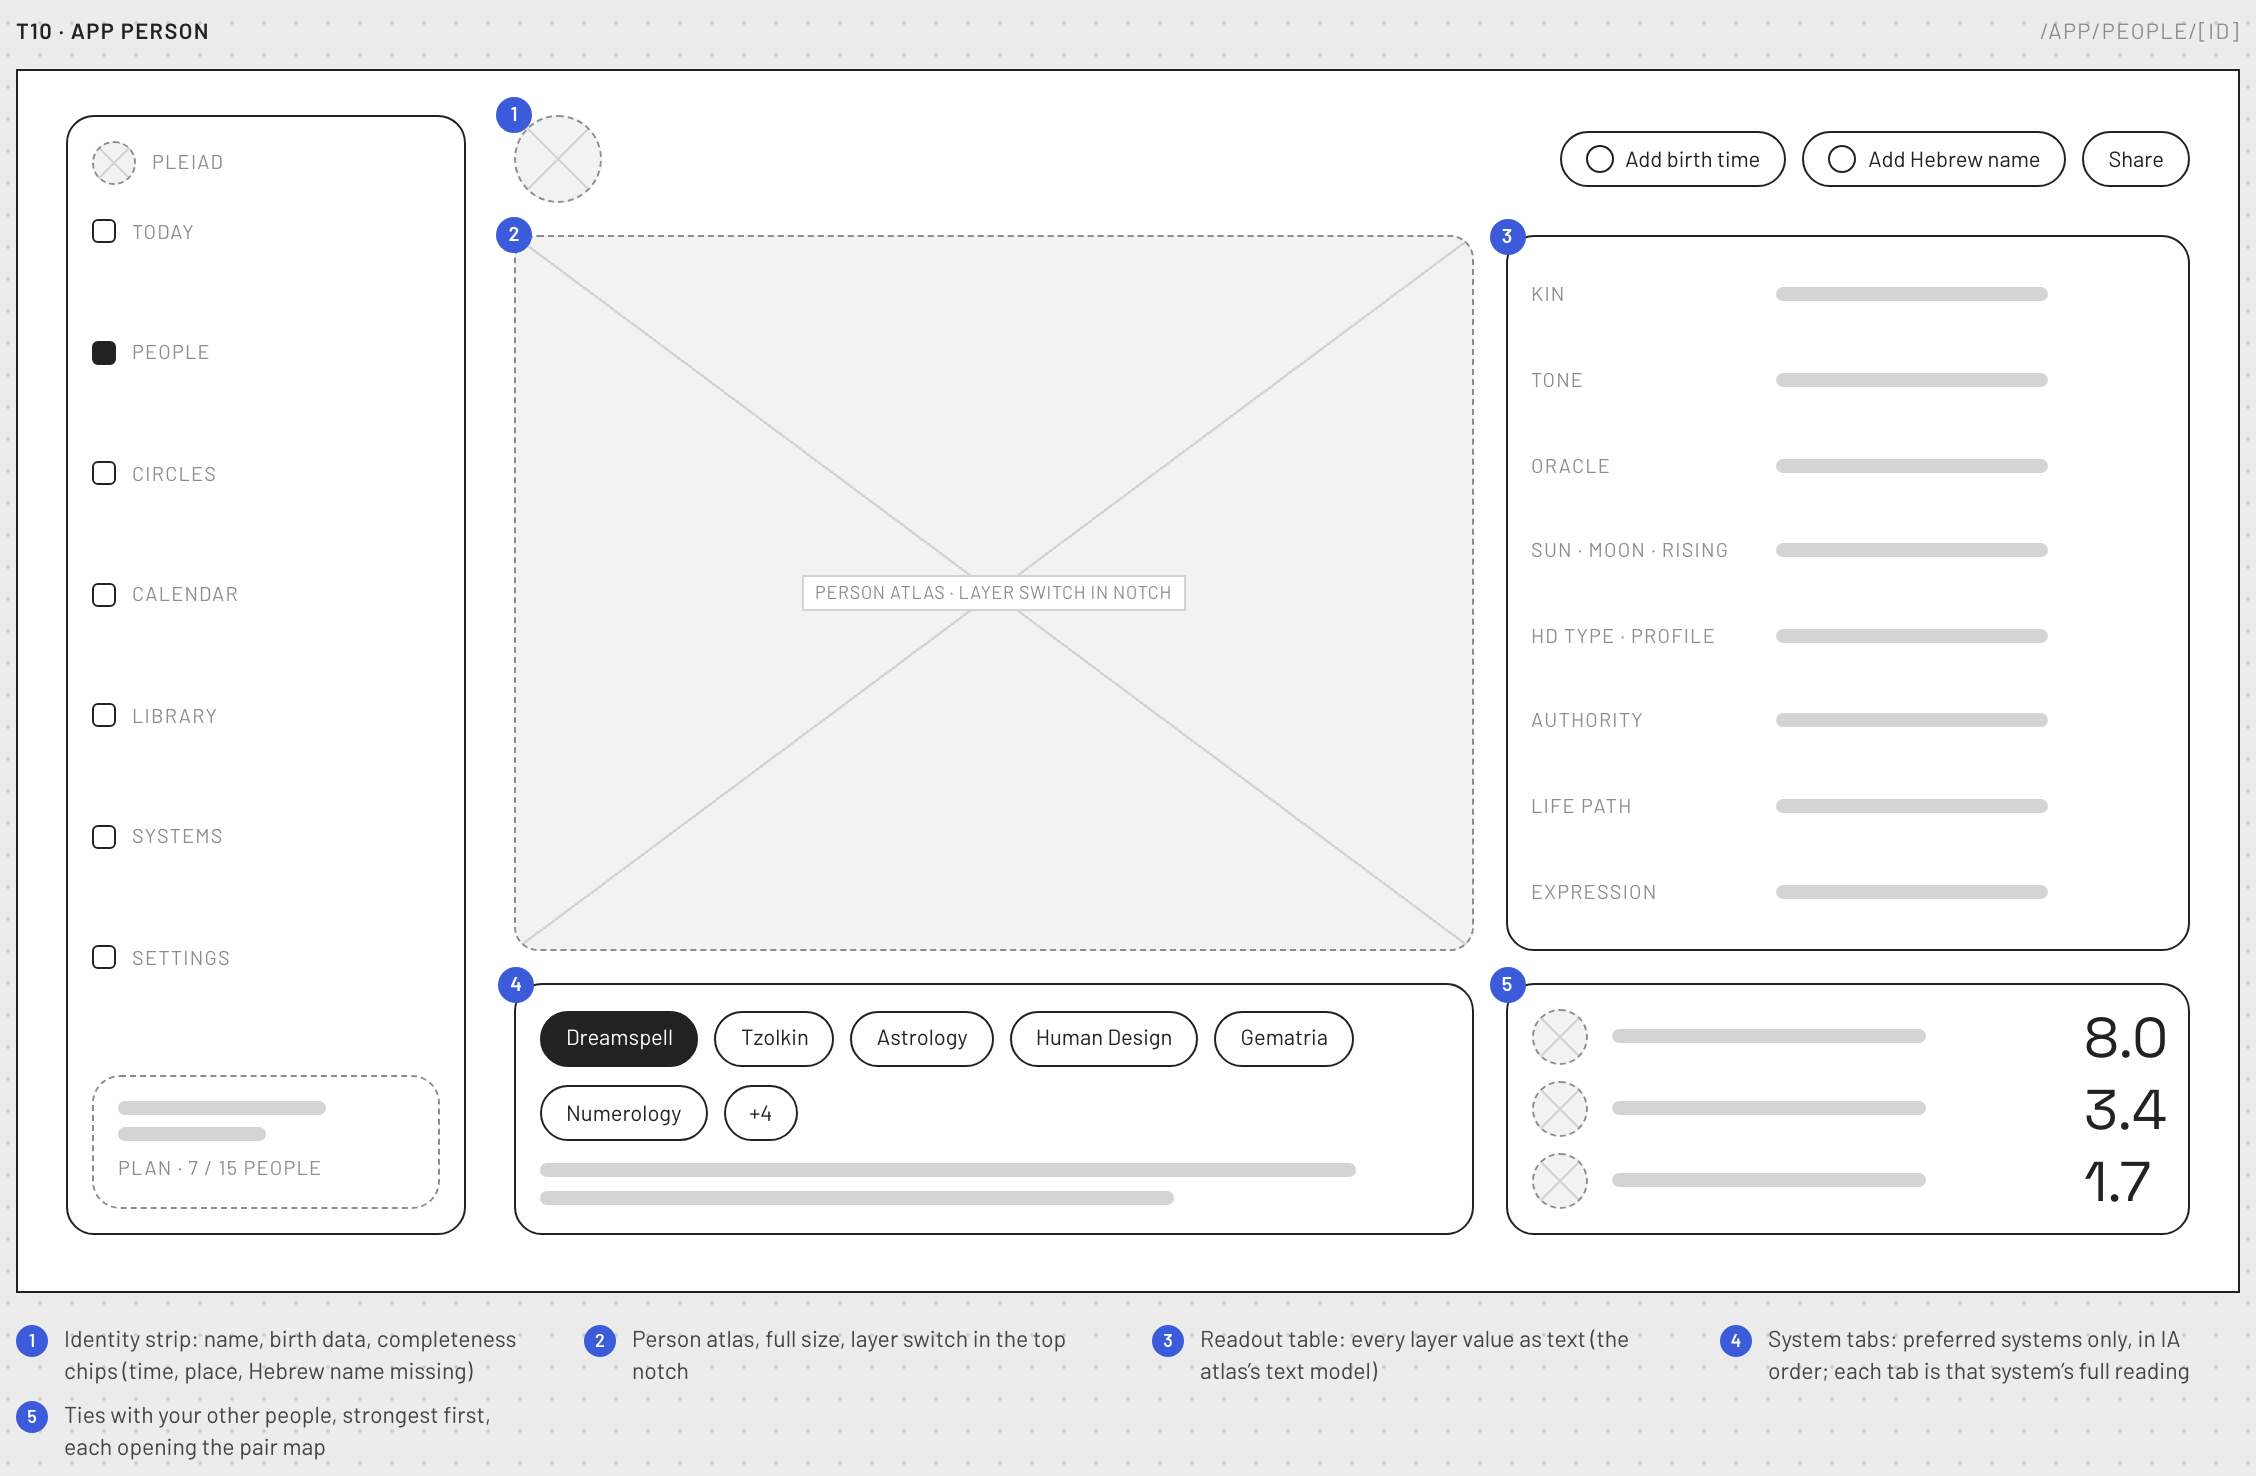 T10 · APP PERSON
/APP/PEOPLE/[ID]
PLEIAD
TODAY
PEOPLE
CIRCLES
CALENDAR
LIBRARY
SYSTEMS
SETTINGS
PLAN · 7 / 15 PEOPLE
1
Add birth time
Add Hebrew name
Share
2
PERSON ATLAS · LAYER SWITCH IN NOTCH
3
KIN
TONE
ORACLE
SUN · MOON · RISING
HD TYPE · PROFILE
AUTHORITY
LIFE PATH
EXPRESSION
4
Dreamspell
Tzolkin
Astrology
Human Design
Gematria
Numerology
+4
5
8.0
3.4
1.7
1 Identity strip: name, birth data, completeness
chips (time, place, Hebrew name missing)
2 Person atlas, full size, layer switch in the top
notch
3 Readout table: every layer value as text (the
atlas’s text model)
4 System tabs: preferred systems only, in IA
order; each tab is that system’s full reading
5 Ties with your other people, strongest first,
each opening the pair map